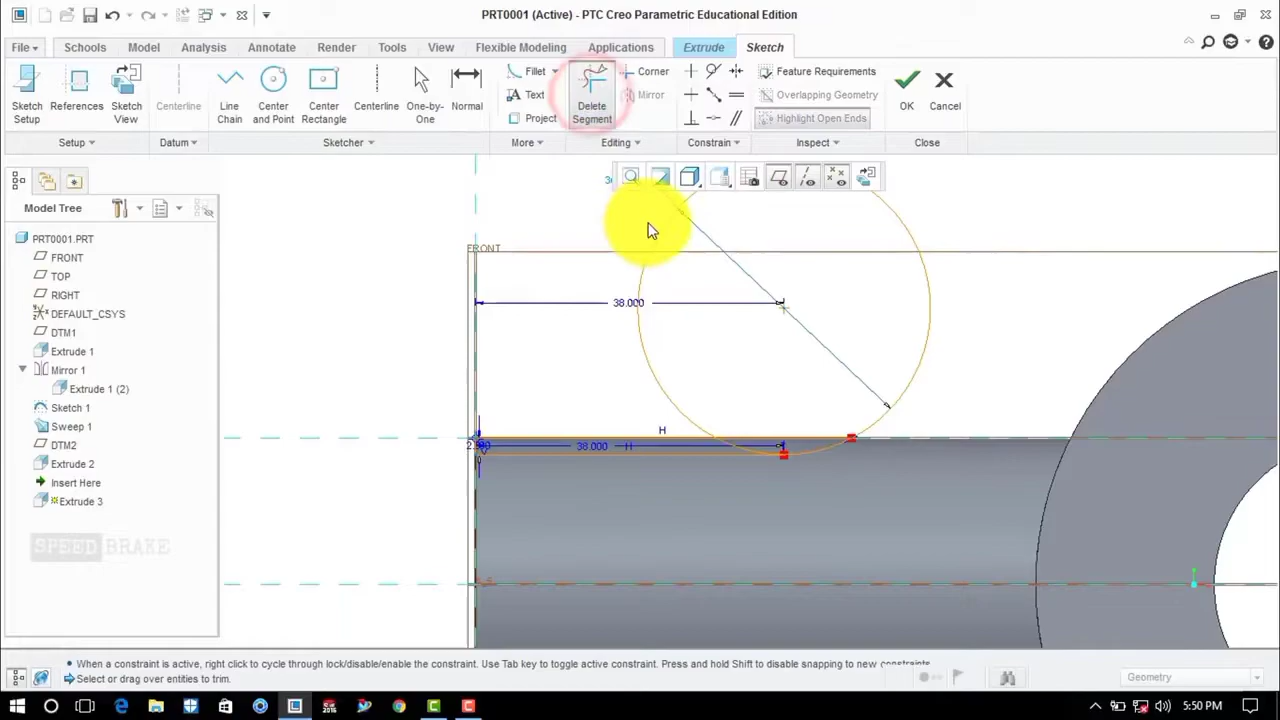 PRT0001 (Active) - PTC Creo Parametric Educational Edition
File Schools Model Analysis Annotate Render Tools View Flexible Modeling Applications Extrude Sketch
Sketch Setup
References
Sketch View
Centerline
Line Chain
Center and Point
Center Rectangle
Centerline
One-by-One
Normal
Fillet
Text
Project
Delete Segment
Corner
Mirror
Feature Requirements
Overlapping Geometry
Highlight Open Ends
OK
Cancel
Setup Datum Sketcher More Editing Constrain Inspect Close
Model Tree
PRT0001.PRT
FRONT
TOP
RIGHT
DEFAULT_CSYS
DTM1
Extrude 1
Mirror 1
Extrude 1 (2)
Sketch 1
Sweep 1
DTM2
Extrude 2
Insert Here
Extrude 3
SPEED BRAKE
FRONT
38.000
H
38.000 H
When a constraint is active, right click to cycle through lock/disable/enable the constraint. Use Tab key to toggle active constraint. Press and hold Shift to disable snapping to new constraints.
Select or drag over entities to trim.
Geometry
5:50 PM